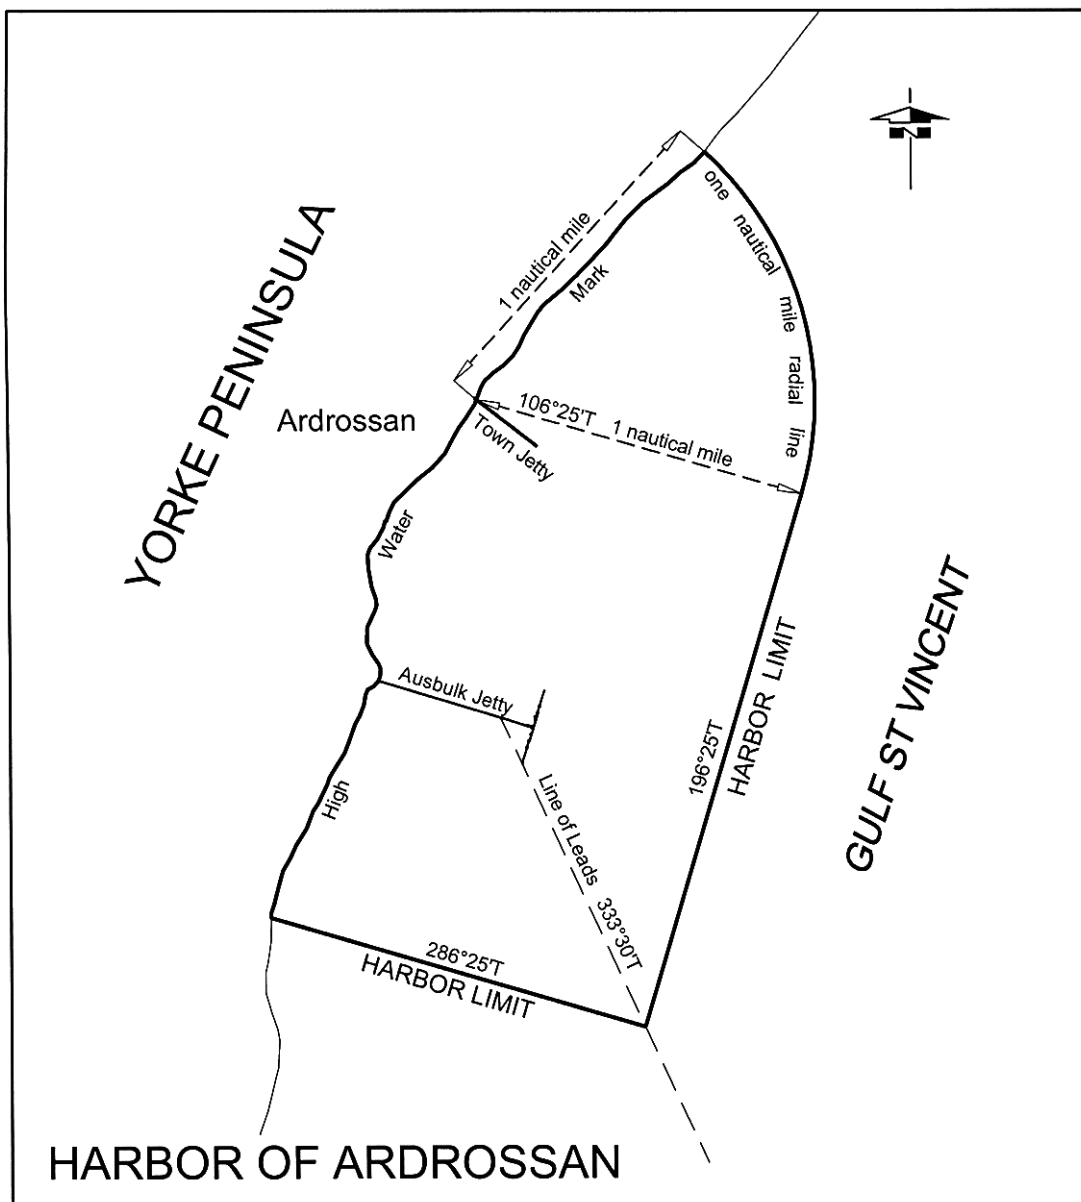 N
one nautical mile radial line
1 nautical mile
Mark
YORKE PENINSULA
Ardrossan
106°25'T 1 nautical mile
Town Jetty
Water
GULF ST VINCENT
HARBOR LIMIT
196°25'T
Ausbulk Jetty
High
Line of Leads 333°30'T
286°25'T
HARBOR LIMIT
HARBOR OF ARDROSSAN